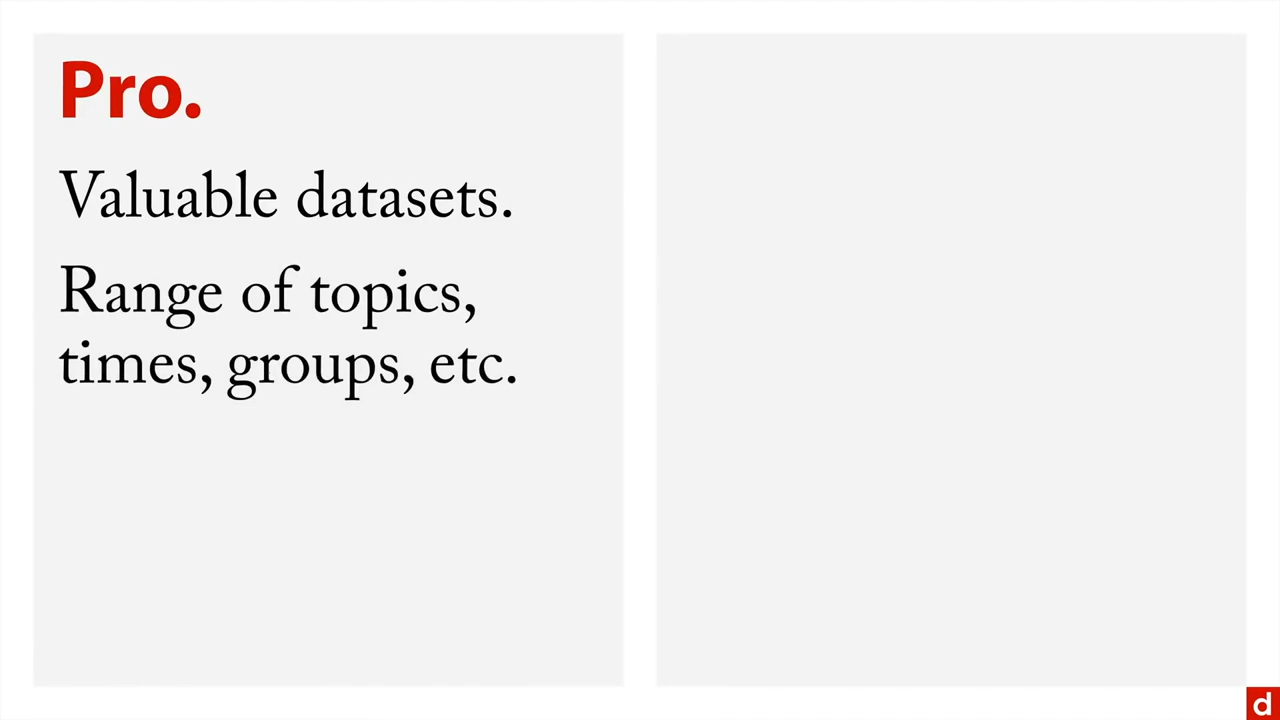 Pro.
Valuable datasets.
Range of topics,
times, groups, etc.
d